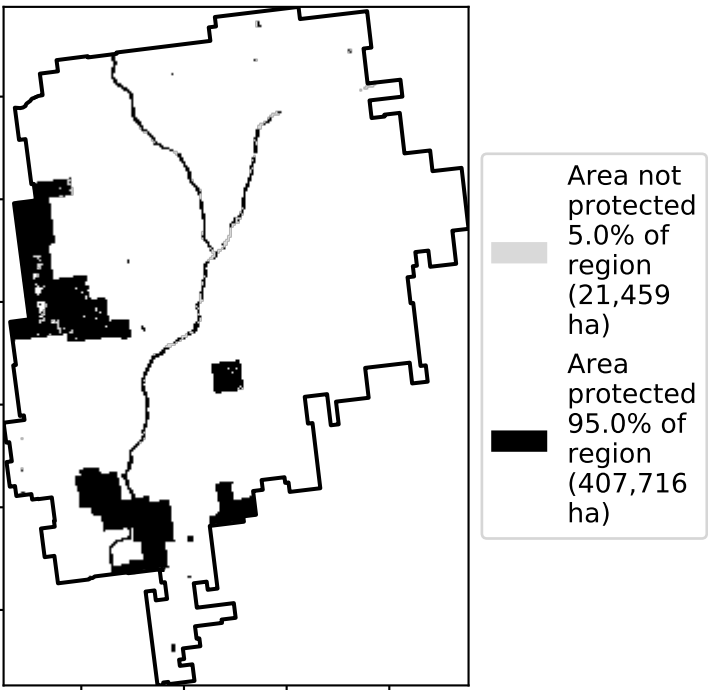 Area not
protected
5.0% of
region
(21,459
ha)
Area
protected
95.0% of
region
(407,716
ha)